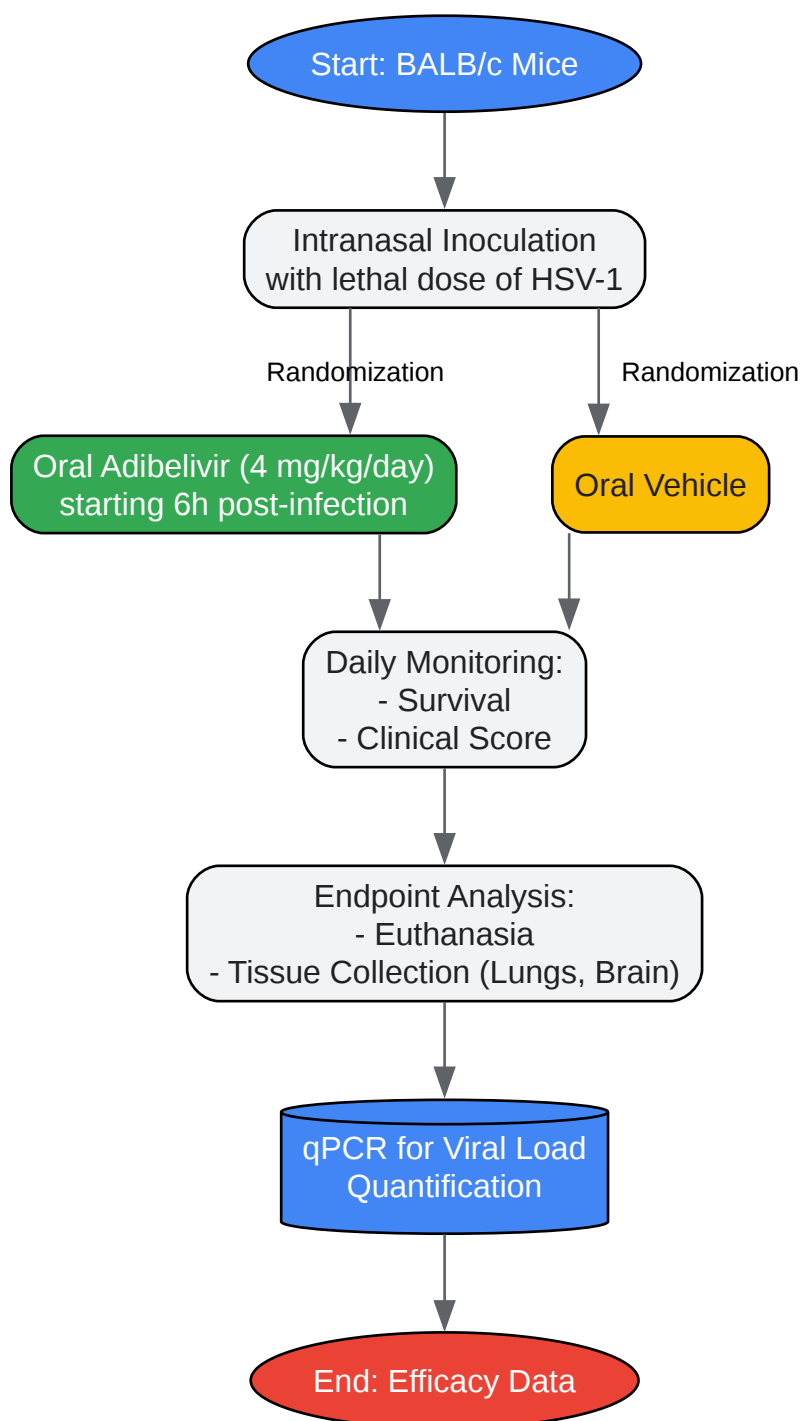 Start: BALB/c Mice
Intranasal Inoculation
with lethal dose of HSV-1
Randomization
Randomization
Oral Adibelivir (4 mg/kg/day)
starting 6h post-infection
Oral Vehicle
Daily Monitoring:
- Survival
- Clinical Score
Endpoint Analysis:
- Euthanasia
- Tissue Collection (Lungs, Brain)
qPCR for Viral Load
Quantification
End: Efficacy Data